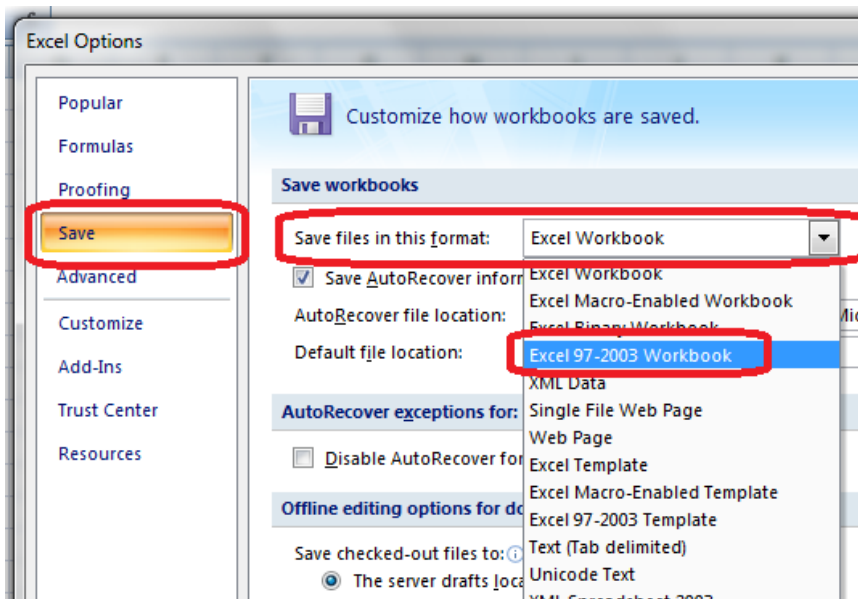 Excel Options
Popular
Formulas
Proofing
Save
Advanced
Customize
Add-Ins
Trust Center
Resources
Customize how workbooks are saved.
Save workbooks
Save files in this format: Excel Workbook
Save AutoRecover
AutoRecover file location:
Default file location:
AutoRecover exceptions for:
Disable AutoRecover
Offline editing options for
Save checked-out files to:
The server drafts
Excel Workbook
Excel Macro-Enabled Workbook
Excel Binary Workbook
Excel 97-2003 Workbook
XML Data
Single File Web Page
Web Page
Excel Template
Excel Macro-Enabled Template
Excel 97-2003 Template
Text (Tab delimited)
Unicode Text
XML Spreadsheet 2003